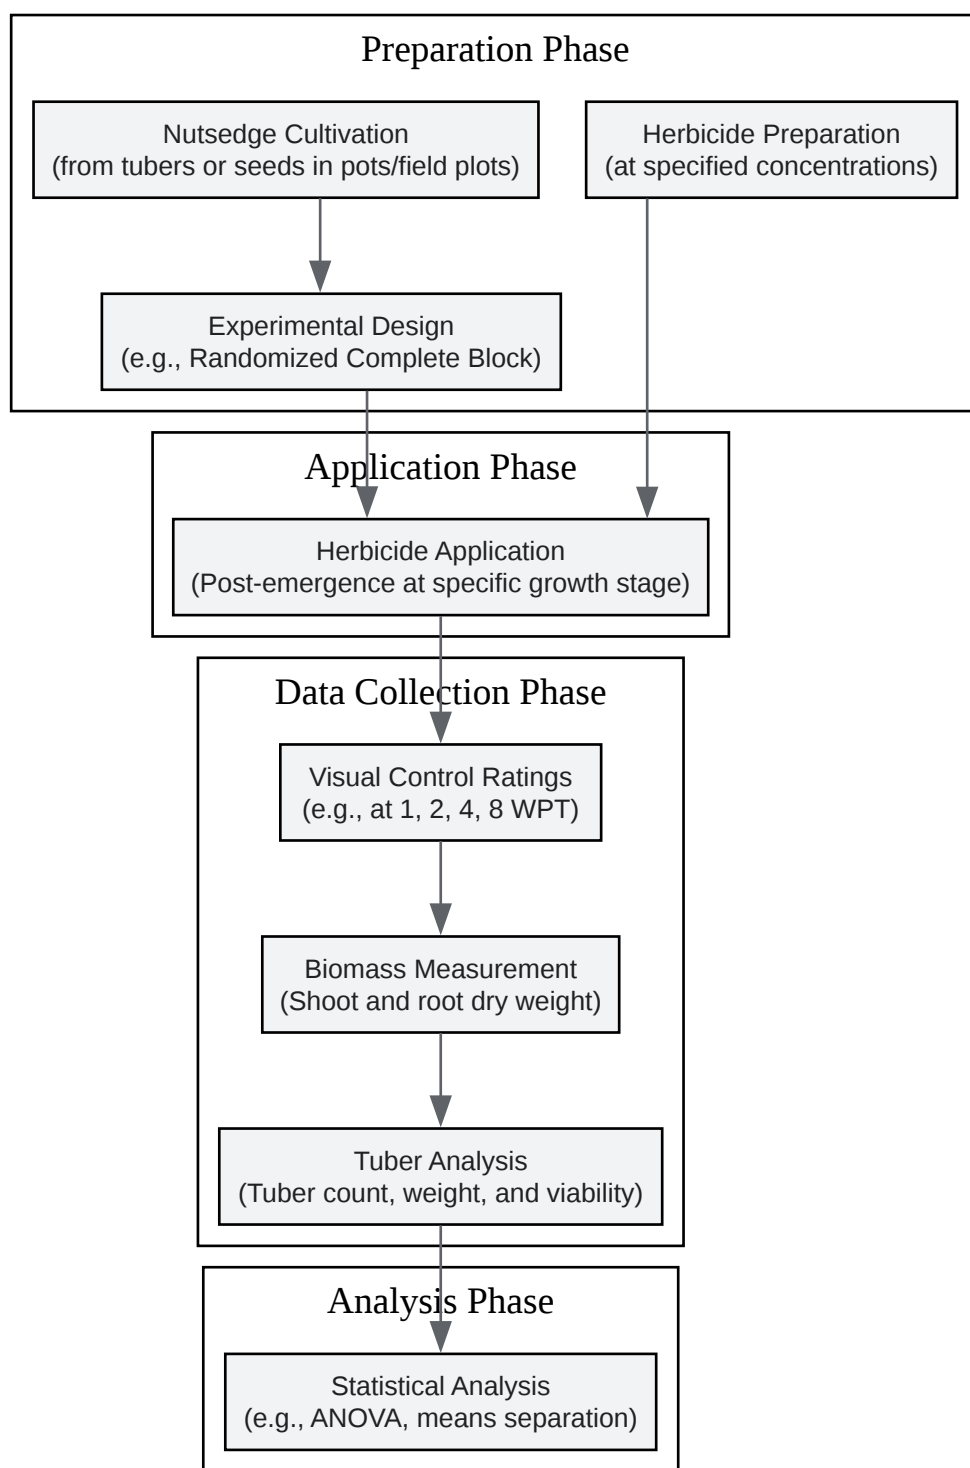 Preparation Phase
Nutsedge Cultivation
(from tubers or seeds in pots/field plots)
Herbicide Preparation
(at specified concentrations)
Experimental Design
(e.g., Randomized Complete Block)
Application Phase
Herbicide Application
(Post-emergence at specific growth stage)
Data Collection Phase
Visual Control Ratings
(e.g., at 1, 2, 4, 8 WPT)
Biomass Measurement
(Shoot and root dry weight)
Tuber Analysis
(Tuber count, weight, and viability)
Analysis Phase
Statistical Analysis
(e.g., ANOVA, means separation)